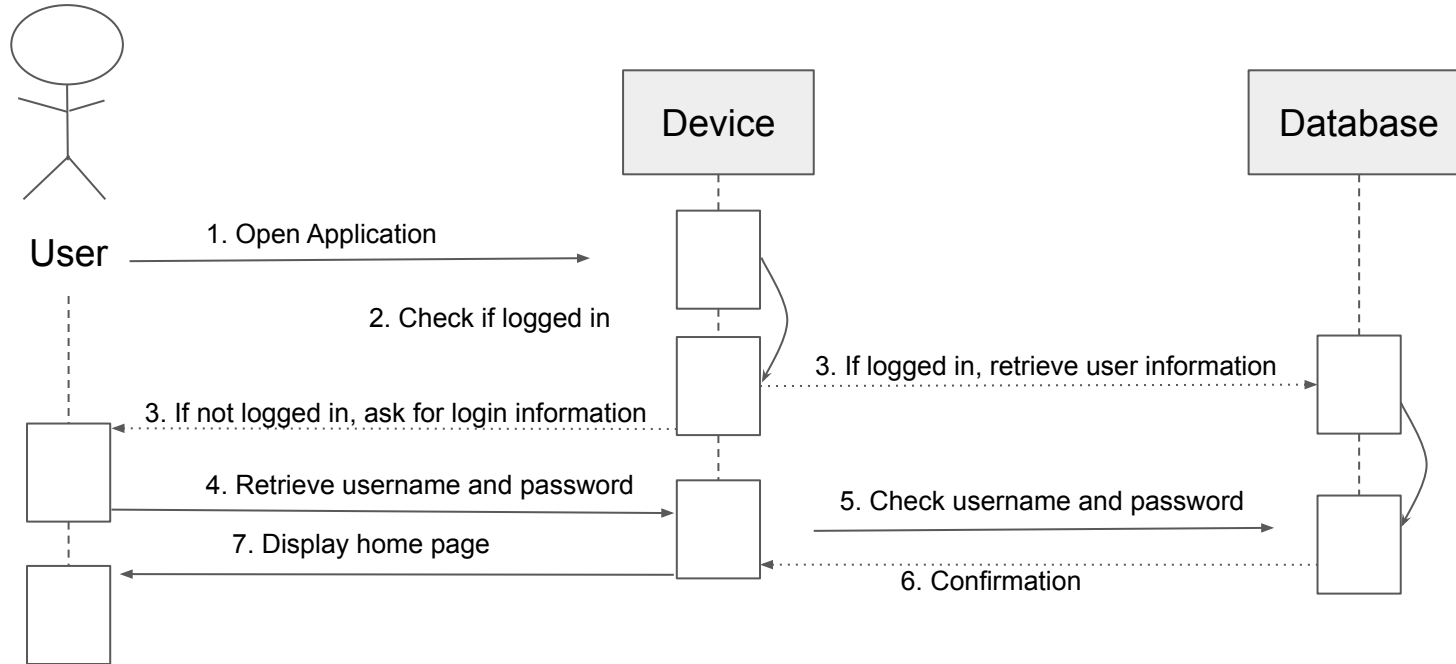 Device
Database
User
1. Open Application
2. Check if logged in
3. If logged in, retrieve user information
3. If not logged in, ask for login information
4. Retrieve username and password
5. Check username and password
7. Display home page
6. Confirmation